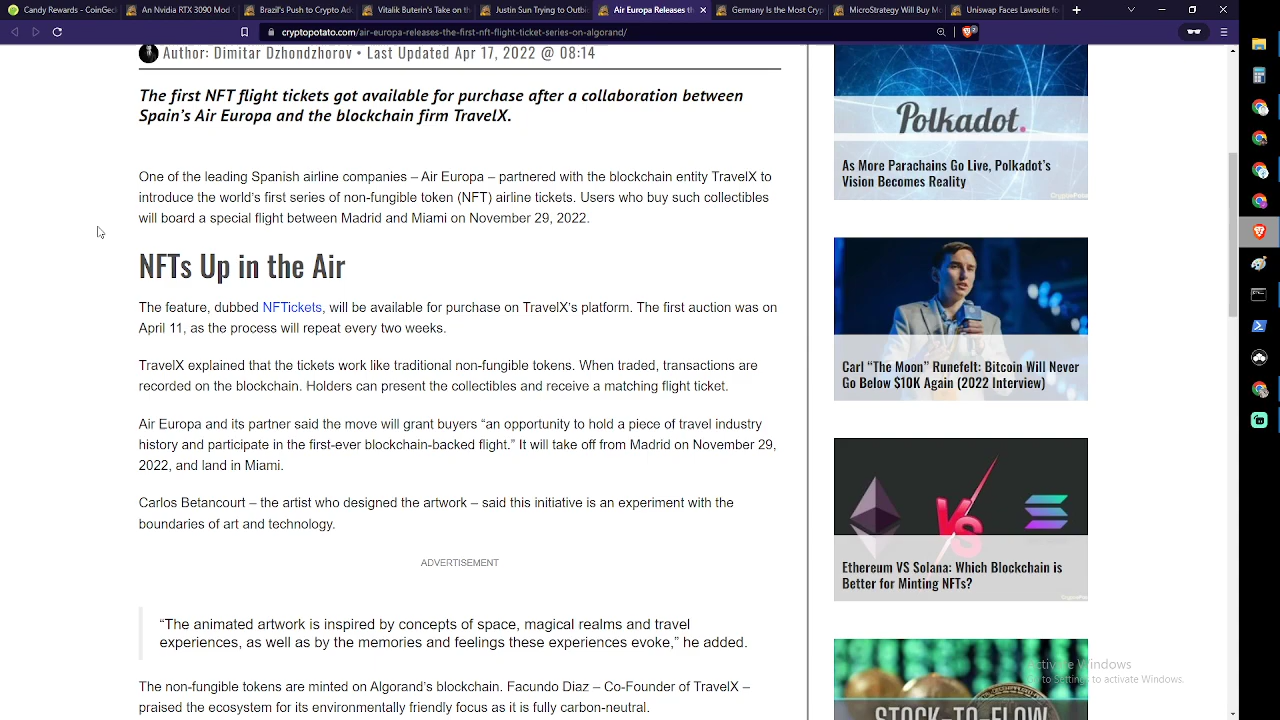 Candy Rewards - CoinGec
An Nvidia RTX 3090 Mod
Brazil's Push to Crypto Ad
Vitalik Buterin's Take on th
Justin Sun Trying to Outbi
Air Europa Releases th
Germany Is the Most Cryp
MicroStrategy Will Buy M
Uniswap Faces Lawsuits fo
cryptopotato.com/air-europa-releases-the-first-nft-flight-ticket-series-on-algorand/
Author: Dimitar Dzhondzhorov • Last Updated Apr 17, 2022 @ 08:14
The first NFT flight tickets got available for purchase after a collaboration between
Spain's Air Europa and the blockchain firm TravelX.
One of the leading Spanish airline companies – Air Europa – partnered with the blockchain entity TravelX to
introduce the world's first series of non-fungible token (NFT) airline tickets. Users who buy such collectibles
will board a special flight between Madrid and Miami on November 29, 2022.
NFTs Up in the Air
The feature, dubbed NFTickets, will be available for purchase on TravelX's platform. The first auction was on
April 11, as the process will repeat every two weeks.
TravelX explained that the tickets work like traditional non-fungible tokens. When traded, transactions are
recorded on the blockchain. Holders can present the collectibles and receive a matching flight ticket.
Air Europa and its partner said the move will grant buyers “an opportunity to hold a piece of travel industry
history and participate in the first-ever blockchain-backed flight.” It will take off from Madrid on November 29,
2022, and land in Miami.
Carlos Betancourt – the artist who designed the artwork – said this initiative is an experiment with the
boundaries of art and technology.
ADVERTISEMENT
“The animated artwork is inspired by concepts of space, magical realms and travel
experiences, as well as by the memories and feelings these experiences evoke,” he added.
The non-fungible tokens are minted on Algorand's blockchain. Facundo Diaz – Co-Founder of TravelX –
praised the ecosystem for its environmentally friendly focus as it is fully carbon-neutral.
Polkadot.
As More Parachains Go Live, Polkadot's
Vision Becomes Reality
Carl “The Moon” Runefelt: Bitcoin Will Never
Go Below $10K Again (2022 Interview)
VS
Ethereum VS Solana: Which Blockchain is
Better for Minting NFTs?
STOCK-TO-FLOW
Activate Windows
Go to Settings to activate Windows.